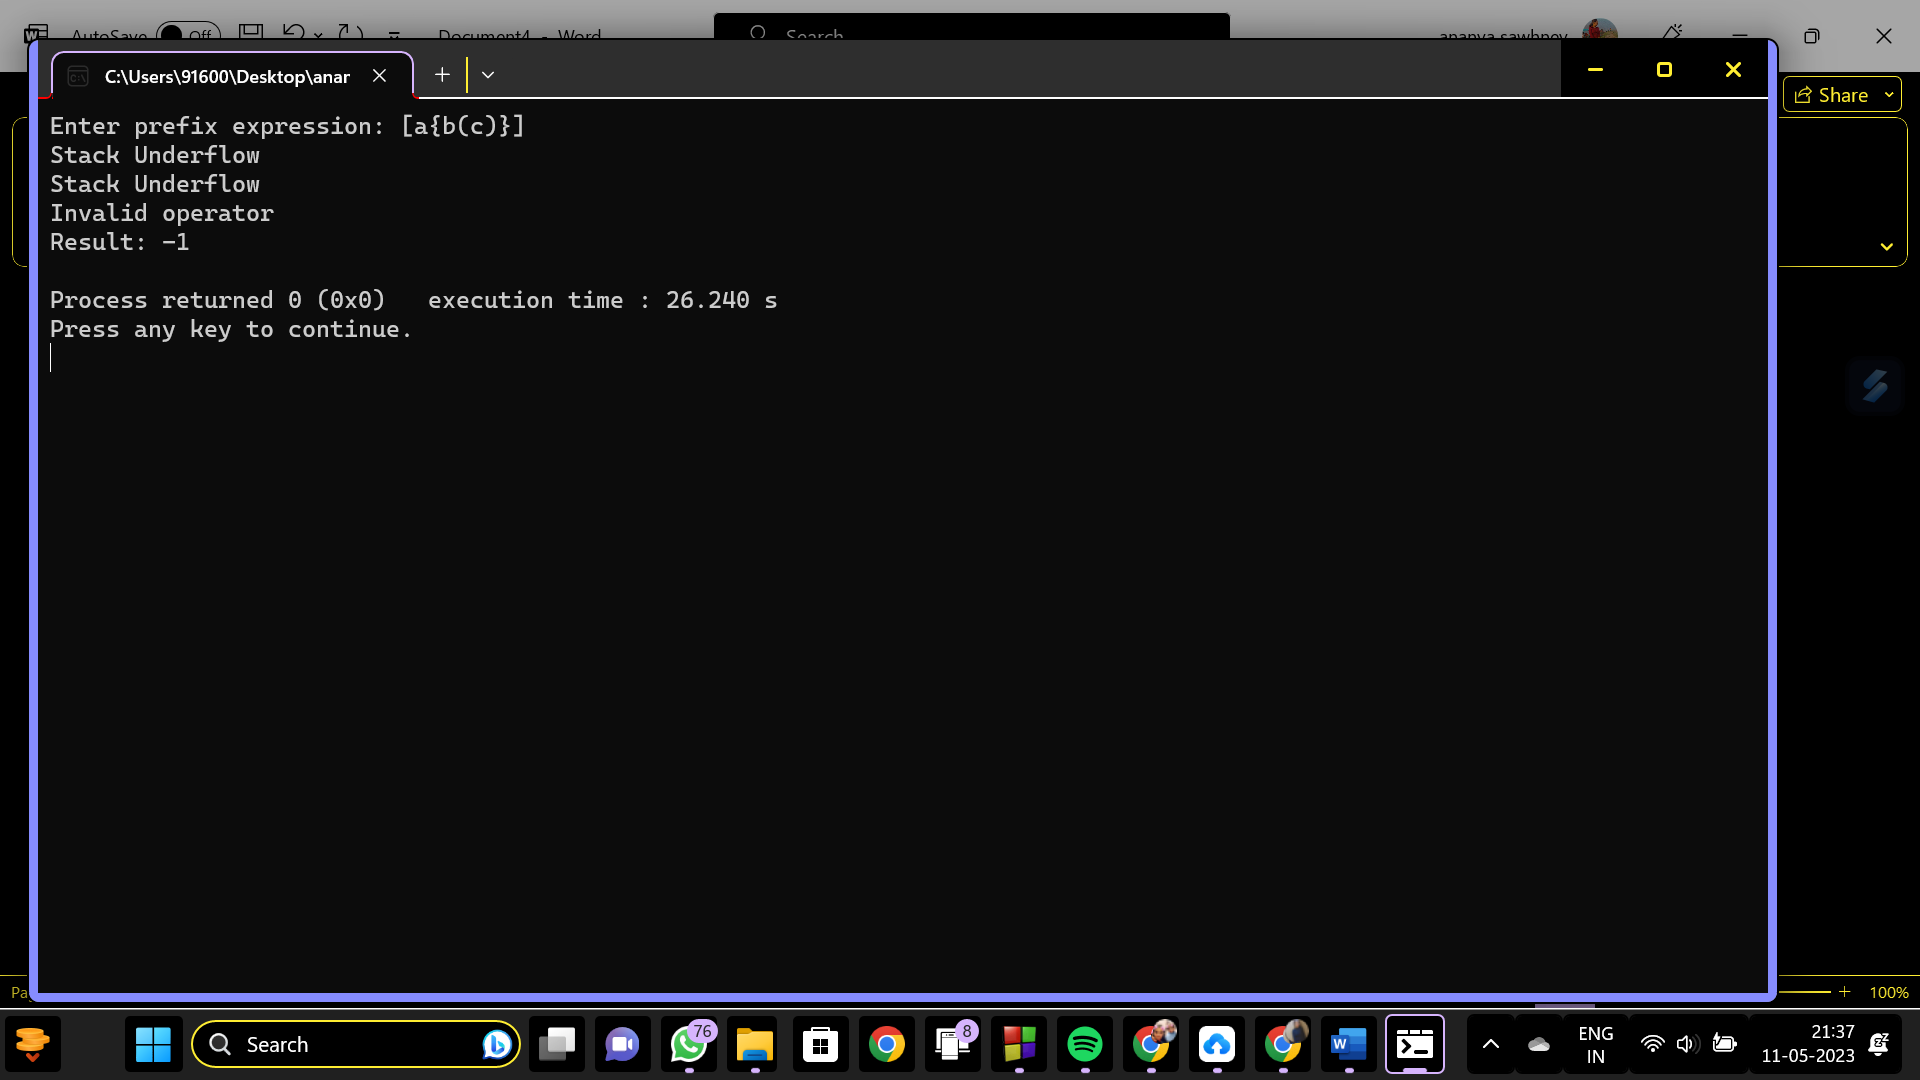 C:\Users\91600\Desktop\anar
Share
Enter prefix expression: [a{b(c)}]
Stack Underflow
Stack Underflow
Invalid operator
Result: -1
Process returned 0 (0x0)   execution time : 26.240 s
Press any key to continue.
100%
Search
76
8
ENG
IN
21:37
11-05-2023